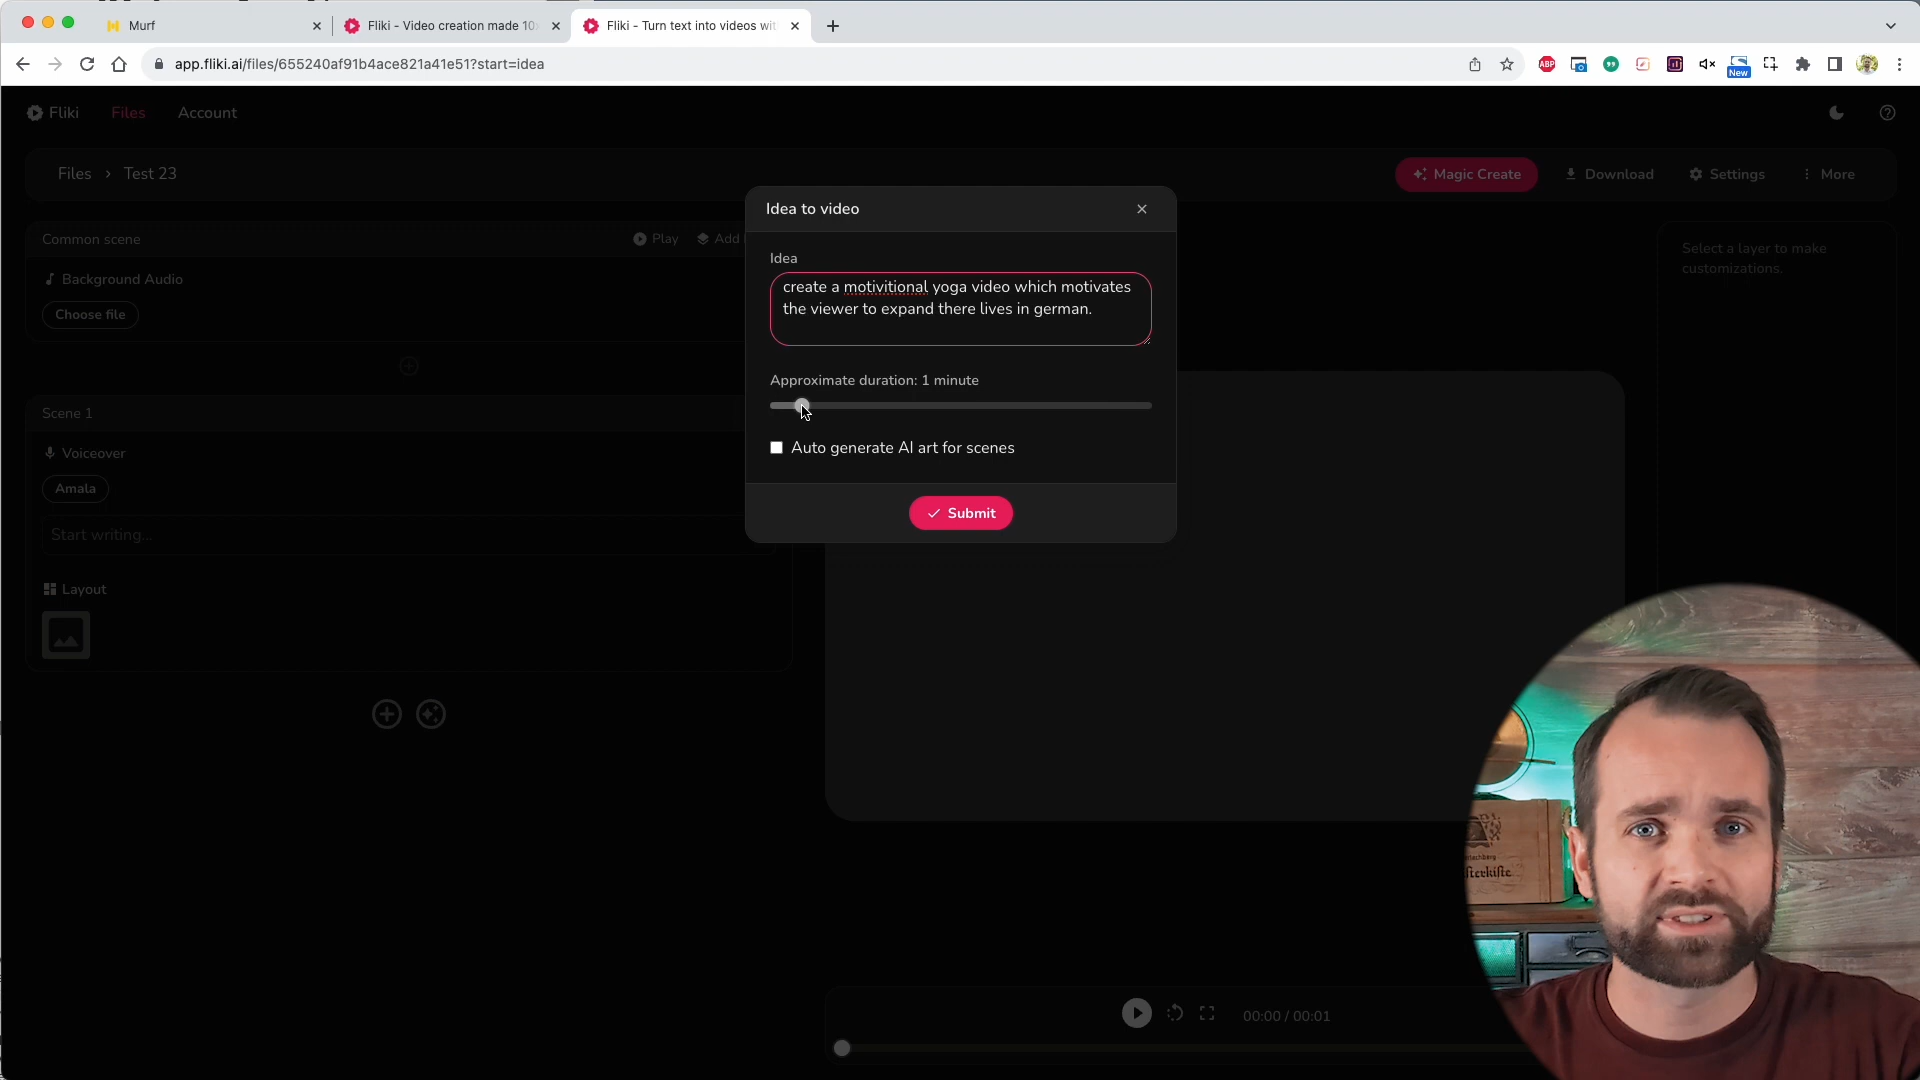 Murf
Fliki - Video creation made 10
Fliki - Turn text into videos wit
app.fliki.ai/files/655240af91b4ace821a41e51?start=idea
ABP
New
Fliki
Files
Account
Files › Test 23
Magic Create
Download
Settings
More
Common scene
Play
Add
Background Audio
Choose file
Scene 1
Voiceover
Amala
Start writing...
Layout
Idea to video
Idea
create a motivitional yoga video which motivates
the viewer to expand there lives in german.
Approximate duration: 1 minute
Auto generate AI art for scenes
Submit
Select a layer to make
customizations.
00:00 / 00:01